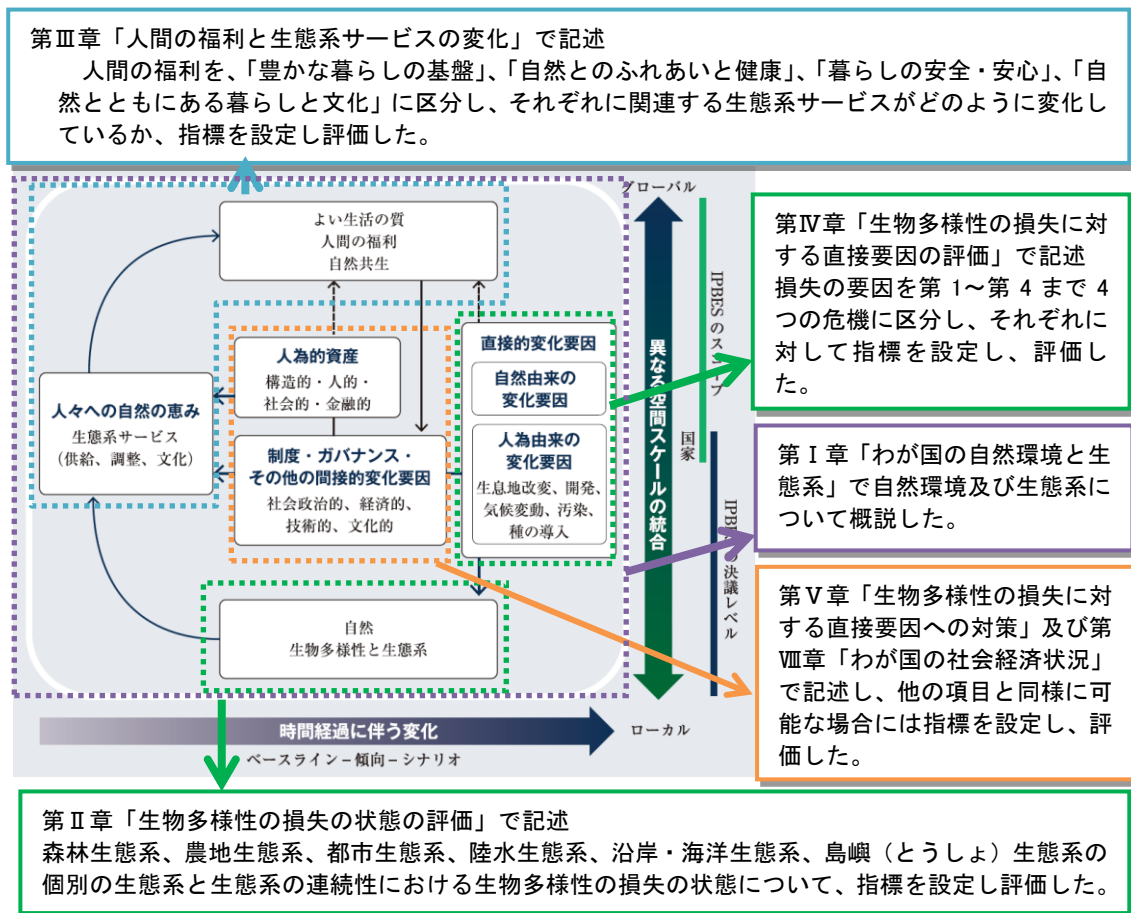 第Ⅲ章「人間の福利と生態系サービスの変化」で記述
人間の福利を、「豊かな暮らしの基盤」、「自然とのふれあいと健康」、「暮らしの安全・安心」、「自
然とともにある暮らしと文化」に区分し、それぞれに関連する生態系サービスがどのように変化し
ているか、指標を設定し評価した。
グローバル
よい生活の質
人間の福利
自然共生
人為的資産
構造的・人的・
社会的・金融的
人々への自然の恵み
生態系サービス
(供給、調整、文化)
制度・ガバナンス・
その他の間接的変化要因
社会政治的、経済的、
技術的、文化的
直接的変化要因
自然由来の
変化要因
人為由来の
変化要因
生息地改変、開発、
気候変動、汚染、
種の導入
自然
生物多様性と生態系
異なる空間スケールの統合
IPBESのスコープ
国家
IPBESの決議レベル
ローカル
時間経過に伴う変化
ベースライン−傾向−シナリオ
第Ⅳ章「生物多様性の損失に対
する直接要因の評価」で記述
損失の要因を第 1～第 4 まで 4
つの危機に区分し、それぞれに
対して指標を設定し、評価し
た。
第Ⅰ章「わが国の自然環境と生
態系」で自然環境及び生態系に
ついて概説した。
第Ⅴ章「生物多様性の損失に対
する直接要因への対策」及び第
Ⅷ章「わが国の社会経済状況」
で記述し、他の項目と同様に可
能な場合には指標を設定し、評
価した。
第Ⅱ章「生物多様性の損失の状態の評価」で記述
森林生態系、農地生態系、都市生態系、陸水生態系、沿岸・海洋生態系、島嶼（とうしょ）生態系の
個別の生態系と生態系の連続性における生物多様性の損失の状態について、指標を設定し評価した。